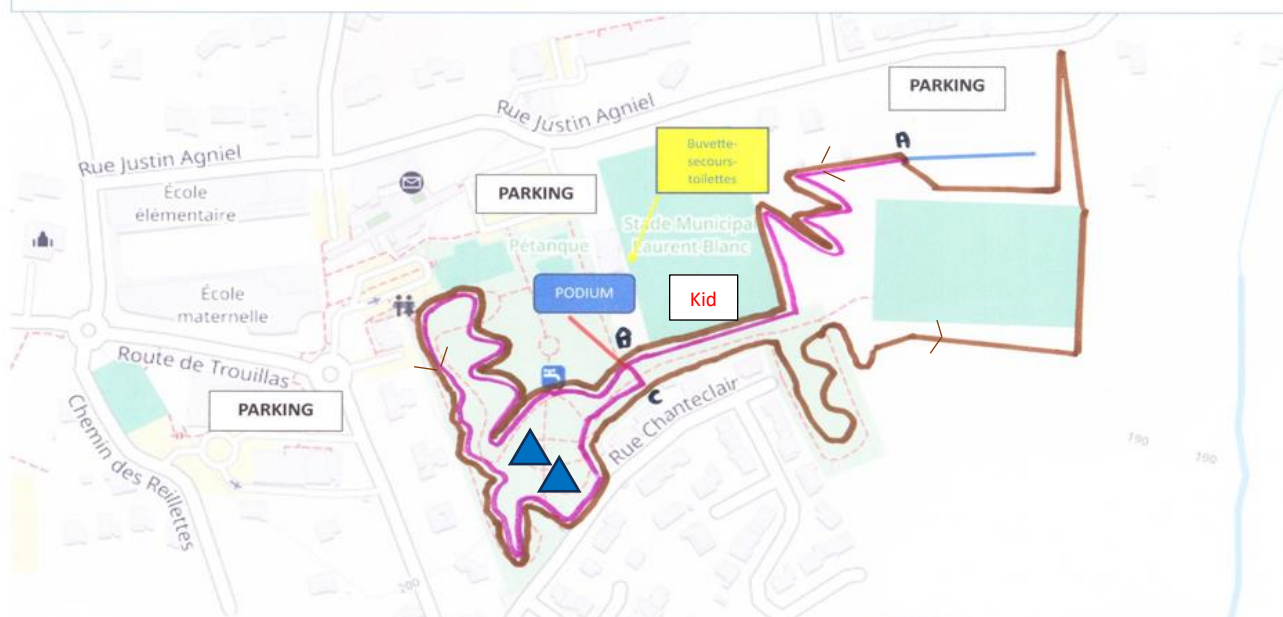 PARKING
A
Rue Justin Agniel
Buvette-
secours-
toilettes
Rue Justin Agniel
École
élémentaire
PARKING
Stade Municipal
Laurent Blanc
Pétanque
PODIUM
Kid
École
maternelle
B
Route de Trouillas
C
PARKING
Rue Chanteclair
Chemin des Reillettes
190
190
200